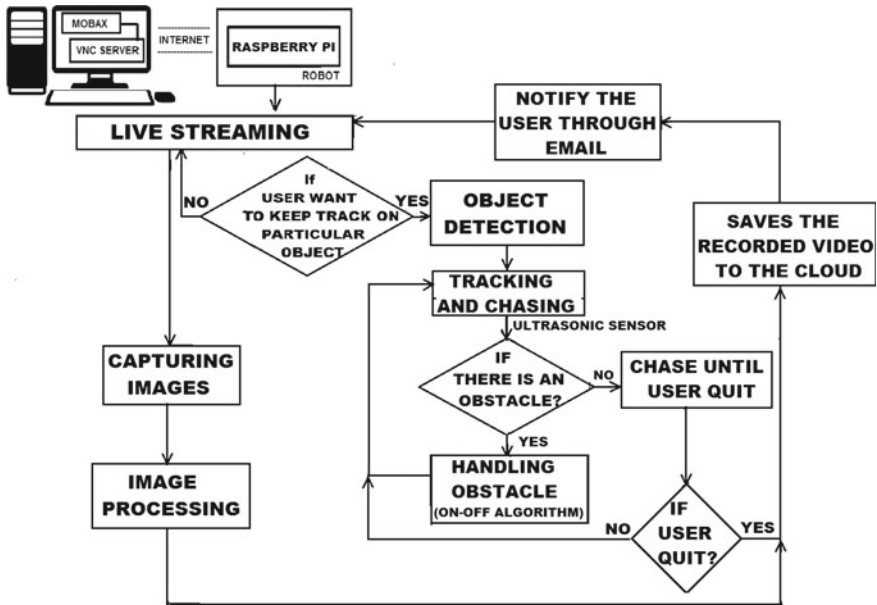 MOBAX
VNC SERVER
INTERNET
RASPBERRY PI
ROBOT
LIVE STREAMING
NOTIFY THE
USER THROUGH
EMAIL
If
USER WANT
TO KEEP TRACK ON
PARTICULAR
OBJECT
NO
YES
OBJECT
DETECTION
SAVES THE
RECORDED VIDEO
TO THE CLOUD
TRACKING
AND CHASING
ULTRASONIC SENSOR
CAPTURING
IMAGES
IF
THERE IS AN
OBSTACLE?
NO
CHASE UNTIL
USER QUIT
YES
IMAGE
PROCESSING
HANDLING
OBSTACLE
(ON-OFF ALGORITHM)
NO
IF
USER
QUIT?
YES